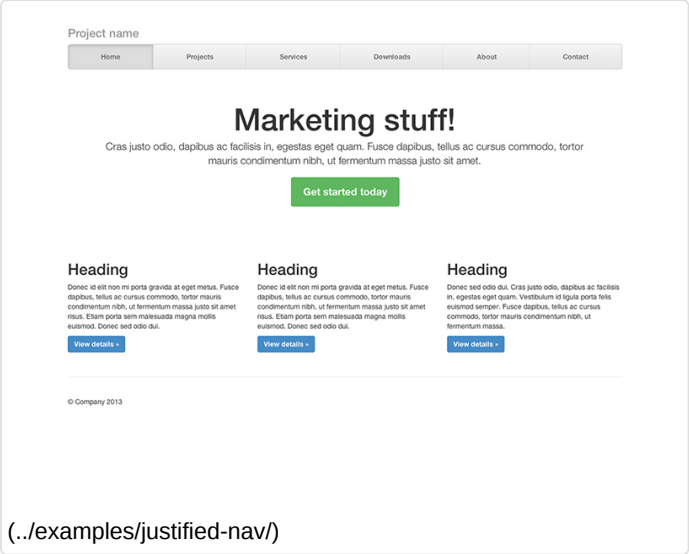 Project name
Home Projects Services Downloads About Contact
Marketing stuff!
Cras justo odio, dapibus ac facilisis in, egestas eget quam. Fusce dapibus, tellus ac cursus commodo, tortor
mauris condimentum nibh, ut fermentum massa justo sit amet.
Get started today
Heading
Donec id elit non mi porta gravida at eget metus. Fusce
dapibus, tellus ac cursus commodo, tortor mauris
condimentum nibh, ut fermentum massa justo sit amet
risus. Etiam porta sem malesuada magna mollis
euismod. Donec sed odio dui.
View details »
Heading
Donec id elit non mi porta gravida at eget metus. Fusce
dapibus, tellus ac cursus commodo, tortor mauris
condimentum nibh, ut fermentum massa justo sit amet
risus. Etiam porta sem malesuada magna mollis
euismod. Donec sed odio dui.
View details »
Heading
Donec sed odio dui. Cras justo odio, dapibus ac facilisis
in, egestas eget quam. Vestibulum id ligula porta felis
euismod semper. Fusce dapibus, tellus ac cursus
commodo, tortor mauris condimentum nibh, ut
fermentum massa.
View details »
© Company 2013
(../examples/justified-nav/)